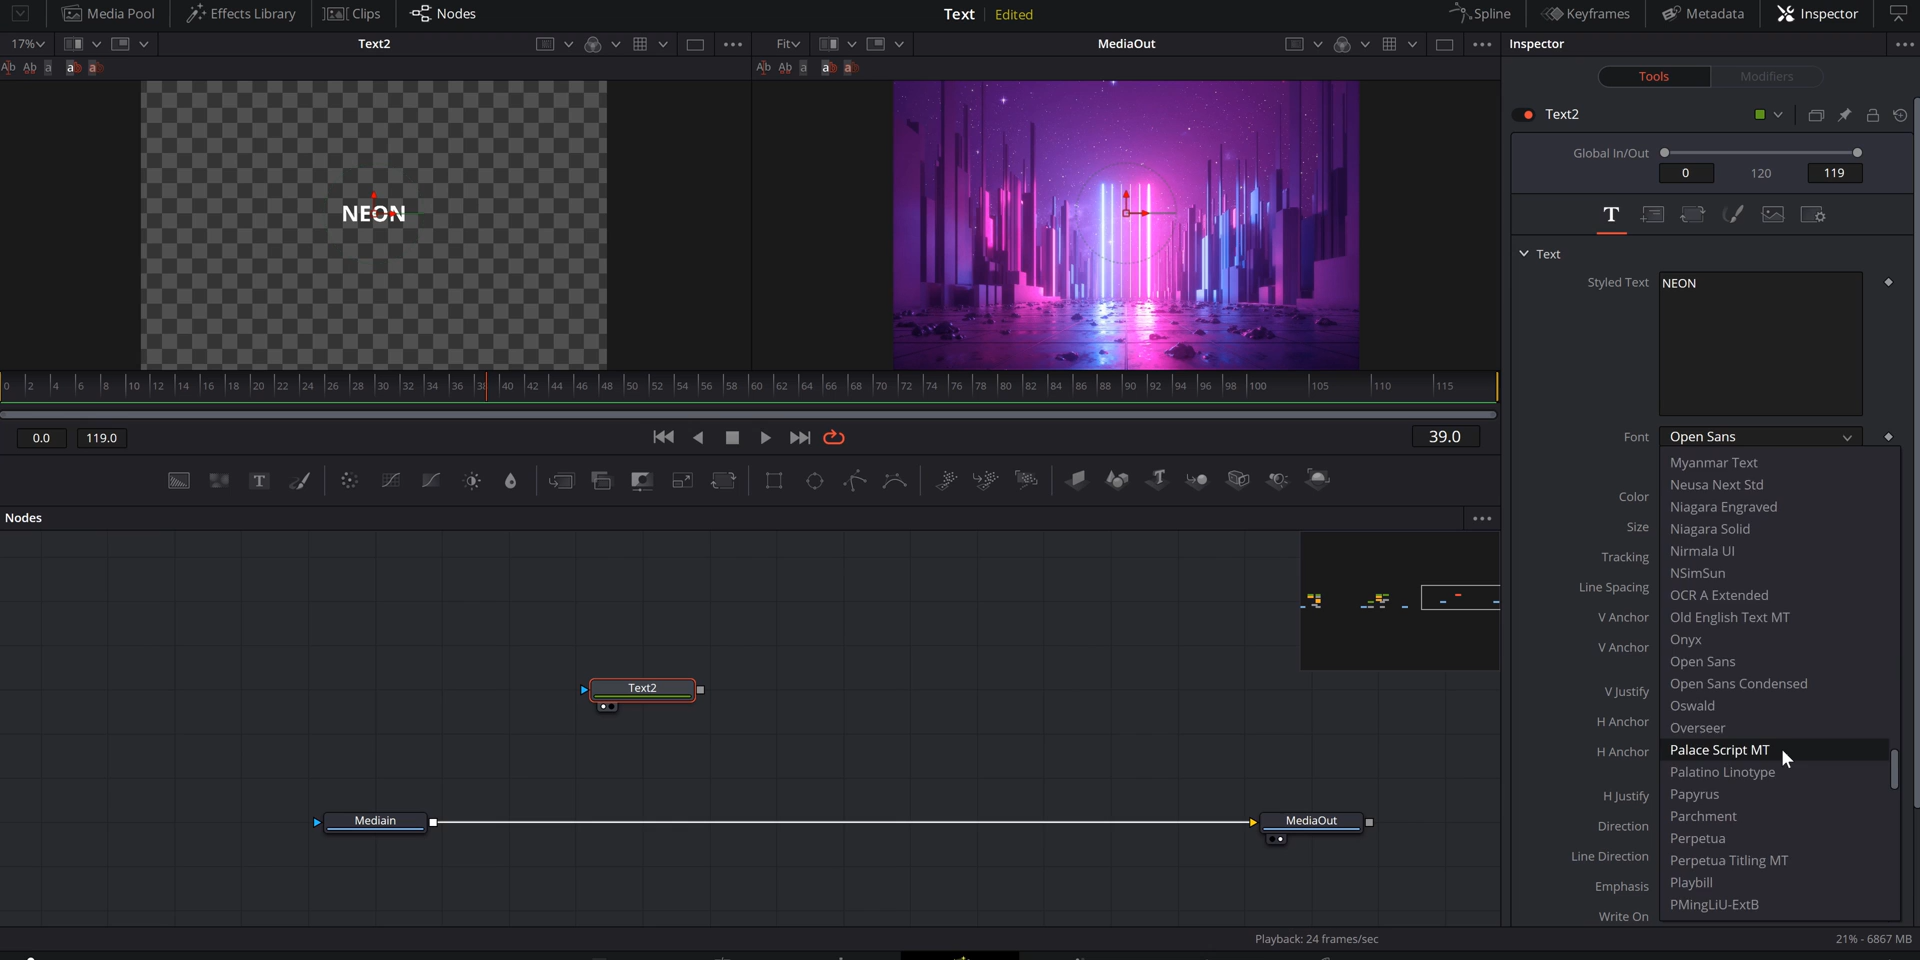 Media Pool
Effects Library
Clips
Nodes
Text
Edited
Spline
Keyframes
Metadata
Inspector
17%
Text2
Fit
MediaOut
Inspector
Ab Ab a a a
Ab Ab a a a
Tools
Modifiers
NEON
Text2
Global In/Out
0
120
119
T
Text
Styled Text
NEON
0 2 4 6 8 10 12 14 16 18 20 22 24 26 28 30 32 34 36 38 40 42 44 46 48 50 52 54 56 58 60 62 64 66 68 70 72 74 76 78 80 82 84 86 88 90 92 94 96 98 100 105 110 115
0.0
119.0
39.0
Font
Open Sans
T
T
Nodes
Color
Size
Tracking
Line Spacing
V Anchor
V Anchor
V Justify
H Anchor
H Anchor
H Justify
Direction
Line Direction
Emphasis
Write On
Myanmar Text
Neusa Next Std
Niagara Engraved
Niagara Solid
Nirmala UI
NSimSun
OCR A Extended
Old English Text MT
Onyx
Open Sans
Open Sans Condensed
Oswald
Overseer
Palace Script MT
Palatino Linotype
Papyrus
Parchment
Perpetua
Perpetua Titling MT
Playbill
PMingLiU-ExtB
Text2
Mediain
MediaOut
Playback: 24 frames/sec
21% - 6867 MB